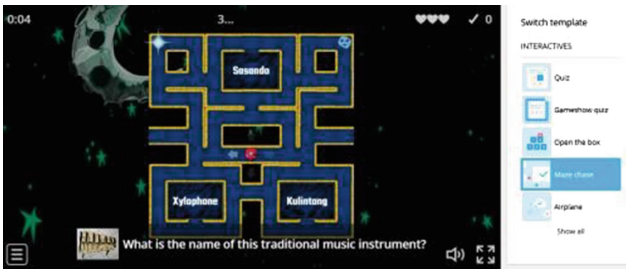 0:04
3...
✓ 0
Sasando
Xylophone
Kulintang
What is the name of this traditional music instrument?
Switch template
INTERACTIVES
Quiz
Gameshow quiz
Open the box
Maze chase
Airplane
Show all